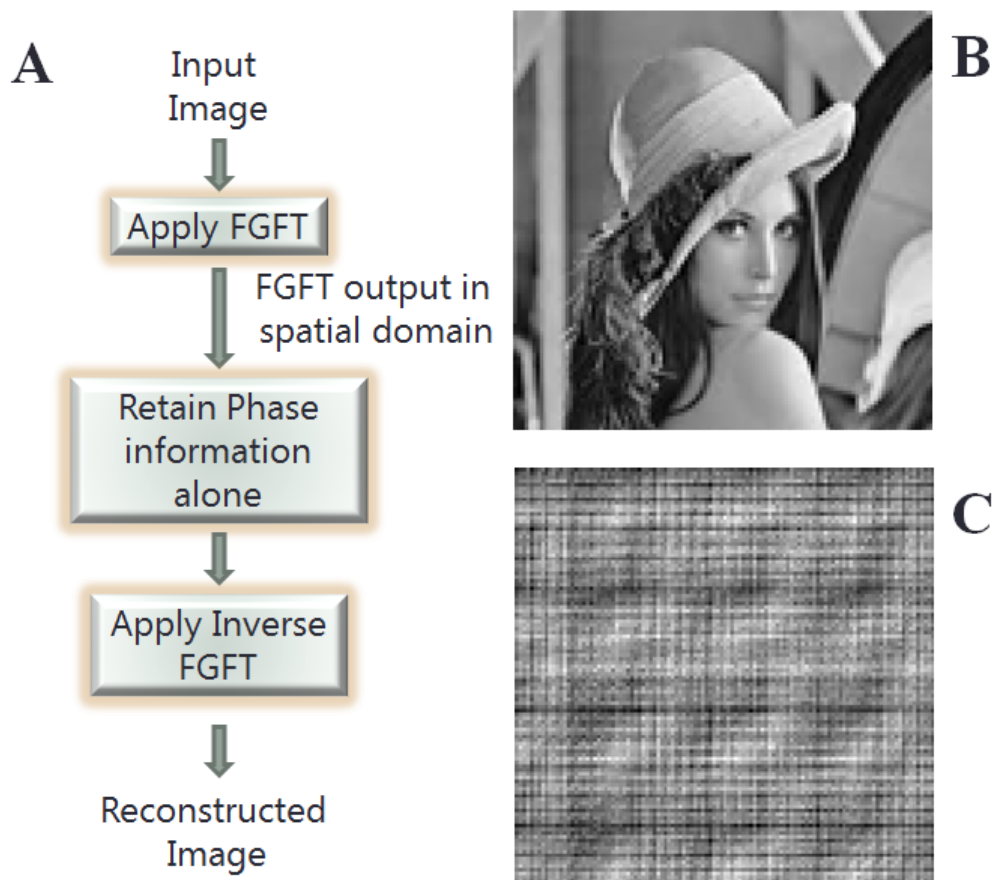 A
Input
Image
Apply FGFT
FGFT output in
spatial domain
Retain Phase
information
alone
Apply Inverse
FGFT
Reconstructed
Image
B
C